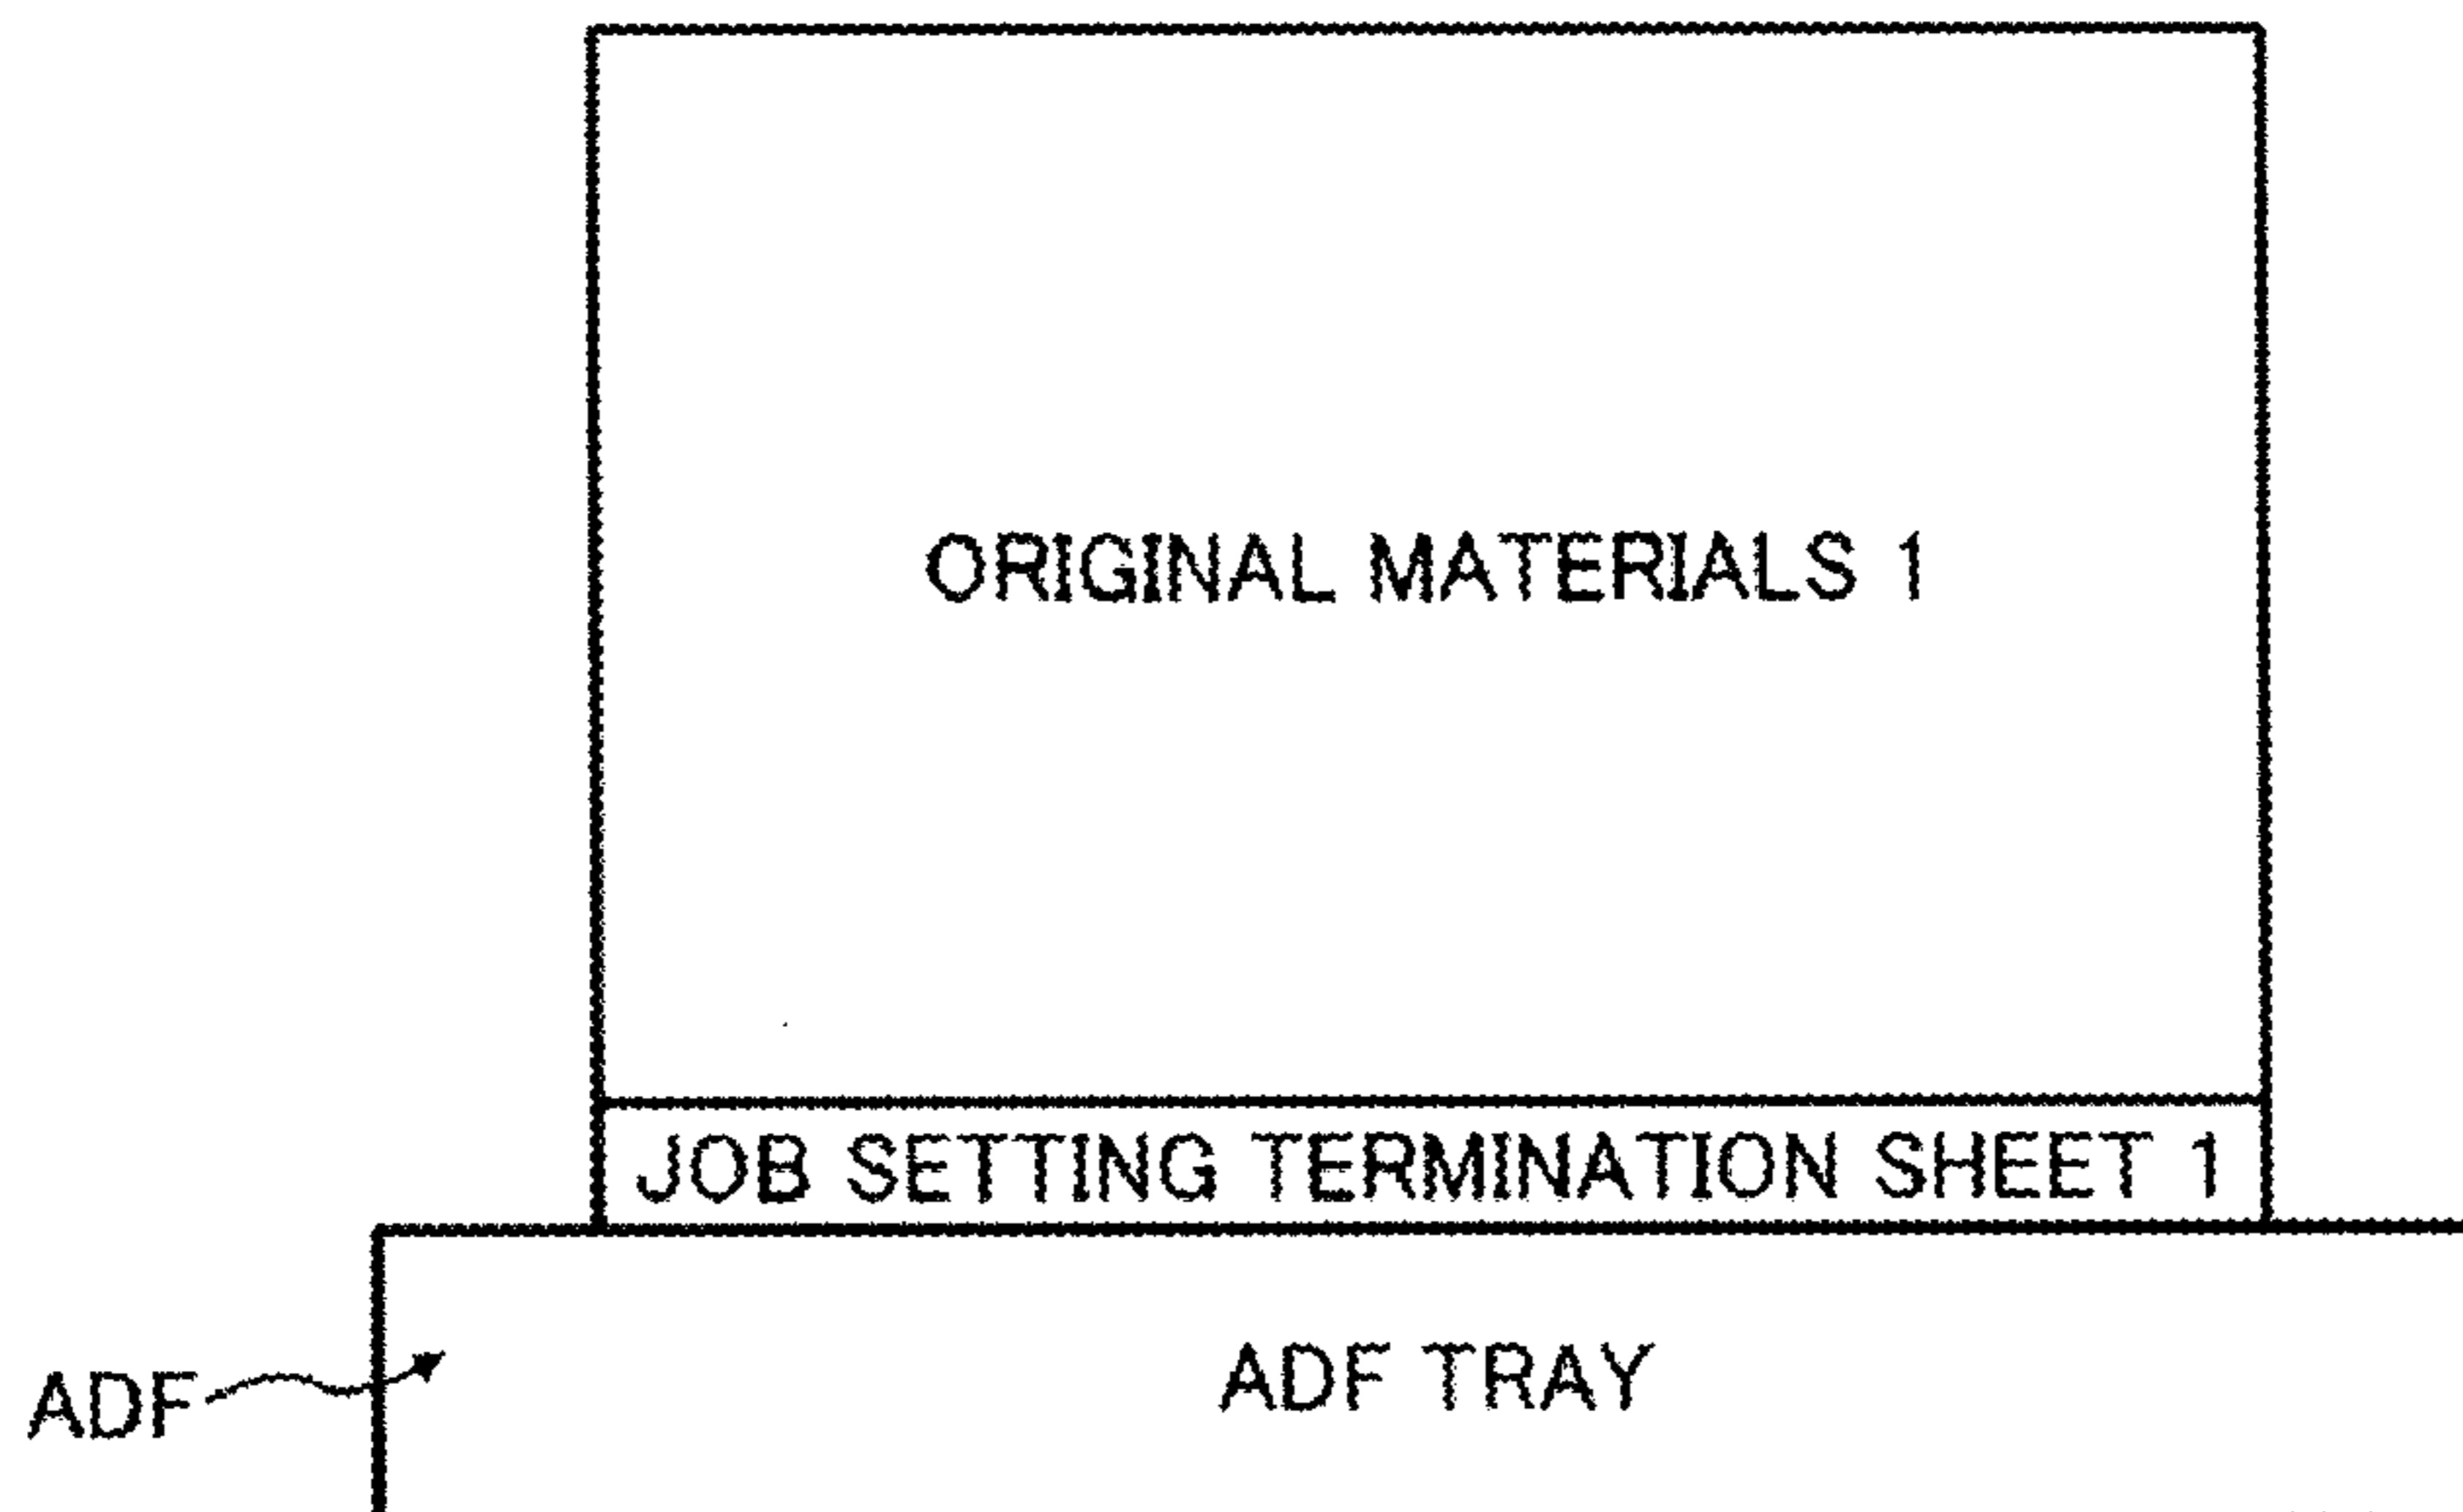 ORIGINAL MATERIALS 1
JOB SETTING TERMINATION SHEET 1
ADF TRAY
ADF